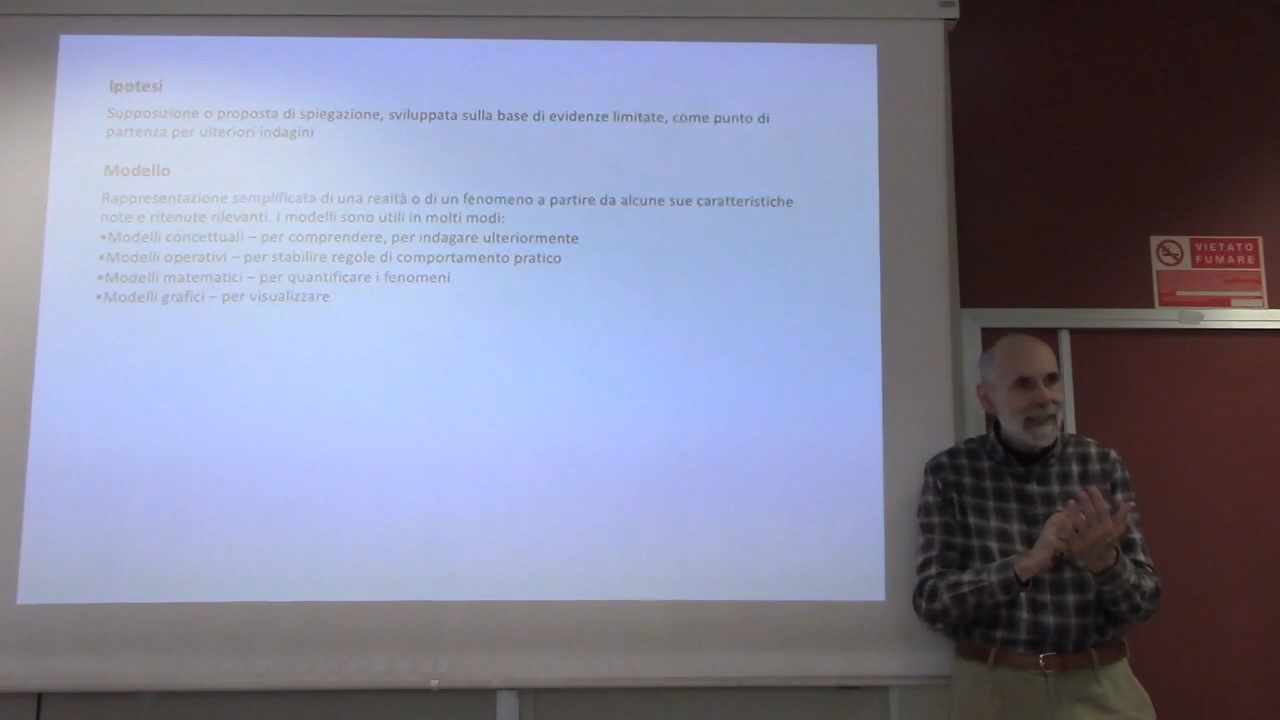 Ipotesi
Supposizione o proposta di spiegazione, sviluppata sulla base di evidenze limitate, come punto di
partenza per ulteriori indagini
Modello
Rappresentazione semplificata di una realtà o di un fenomeno a partire da alcune sue caratteristiche
note e ritenute rilevanti. I modelli sono utili in molti modi:
•Modelli concettuali – per comprendere, per indagare ulteriormente
•Modelli operativi – per stabilire regole di comportamento pratico
•Modelli matematici – per quantificare i fenomeni
•Modelli grafici – per visualizzare
VIETATO
FUMARE